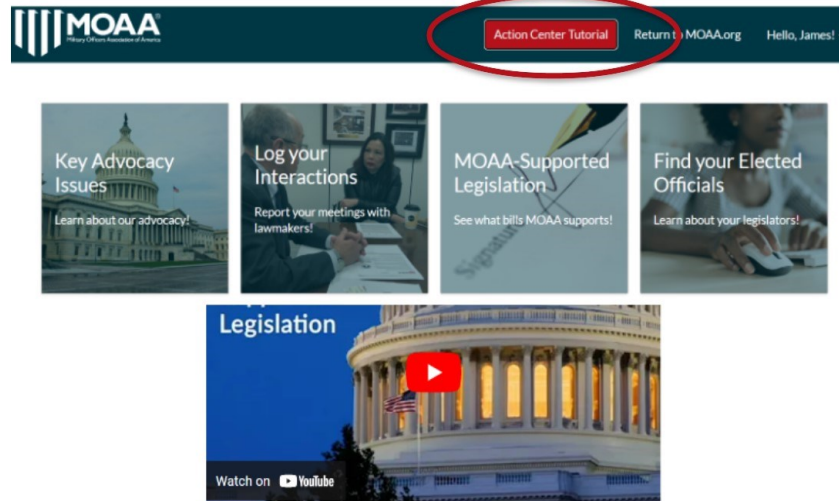 MOAA
Military Officers Association of America
Action Center Tutorial
Return to MOAA.org
Hello, James!
Key Advocacy
Issues
Learn about our advocacy!
Log your
Interactions
Report your meetings with
lawmakers!
MOAA-Supported
Legislation
See what bills MOAA supports!
Signature
Find your Elected
Officials
Learn about your legislators!
Legislation
Watch on YouTube